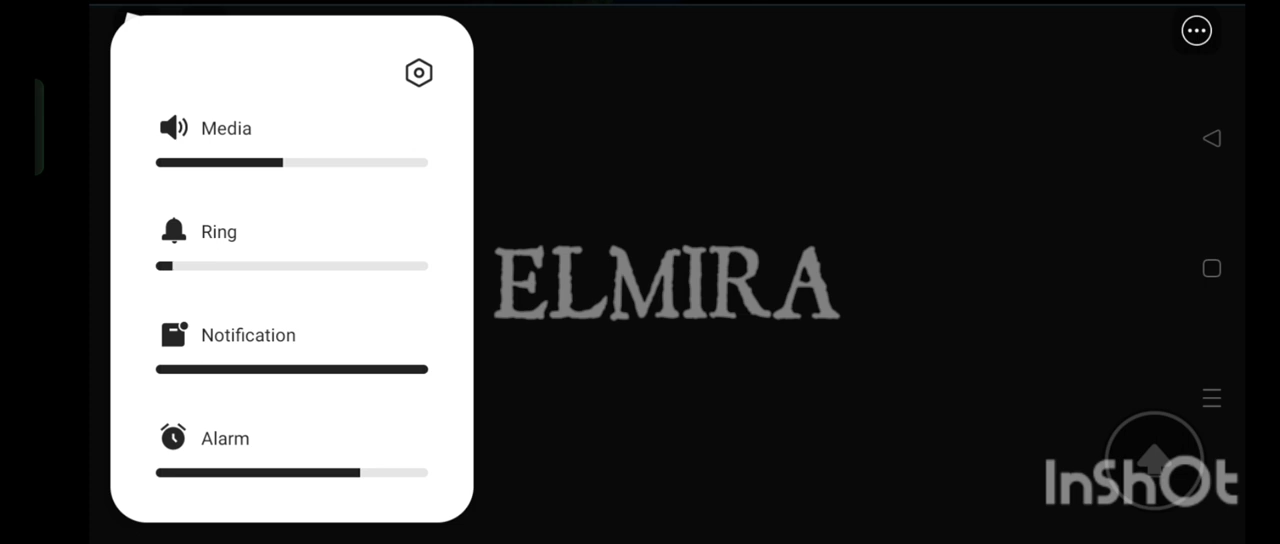 Media
Ring
Notification
Alarm
ELMIRA
InShOt